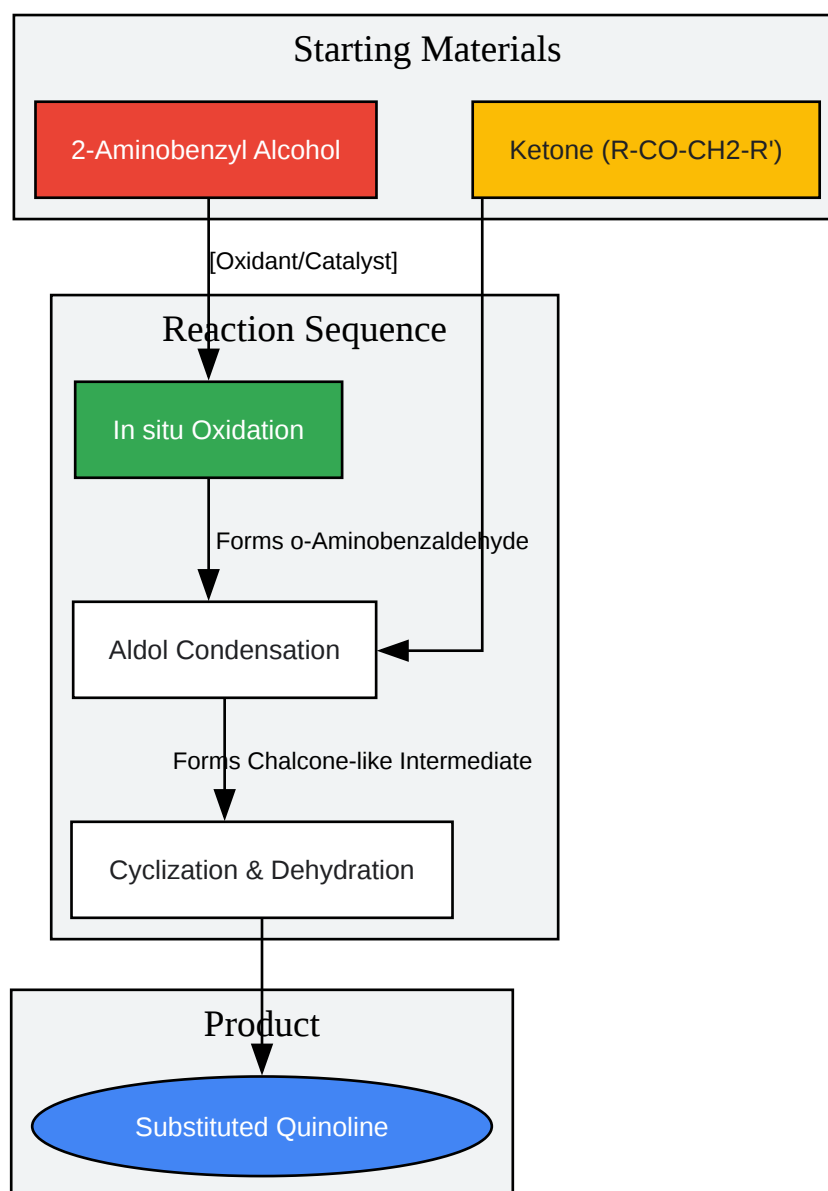 Starting Materials
2-Aminobenzyl Alcohol
Ketone (R-CO-CH2-R')
[Oxidant/Catalyst]
Reaction Sequence
In situ Oxidation
Forms o-Aminobenzaldehyde
Aldol Condensation
Forms Chalcone-like Intermediate
Cyclization & Dehydration
Product
Substituted Quinoline